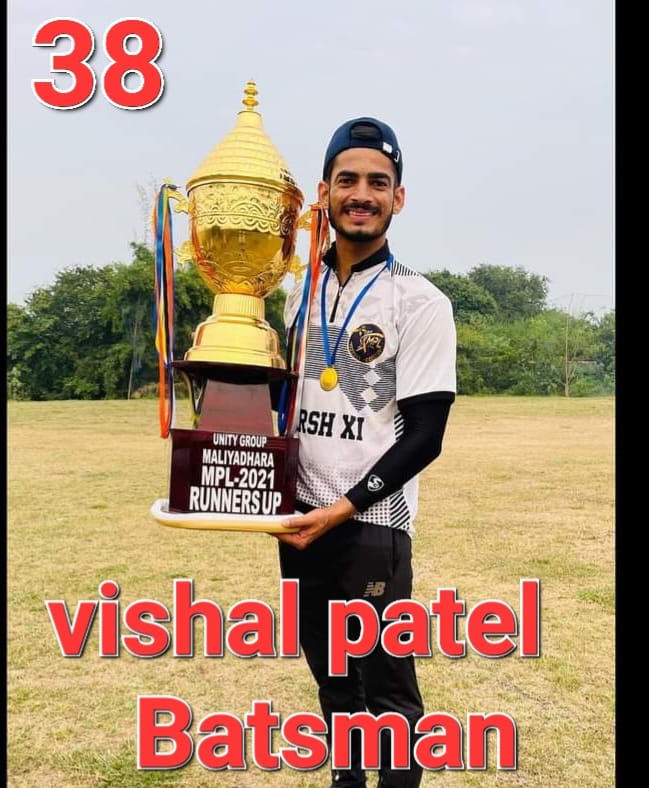 38
UNITY GROUP
MALIYADHARA
MPL-2021
RUNNERS UP
RSH XI
vishal patel
Batsman